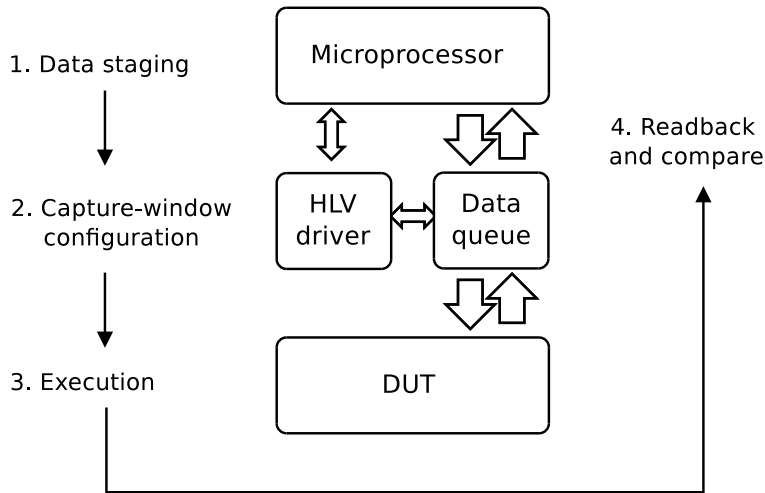 1. Data staging
2. Capture-window
configuration
3. Execution
Microprocessor
HLV
driver
Data
queue
DUT
4. Readback
and compare